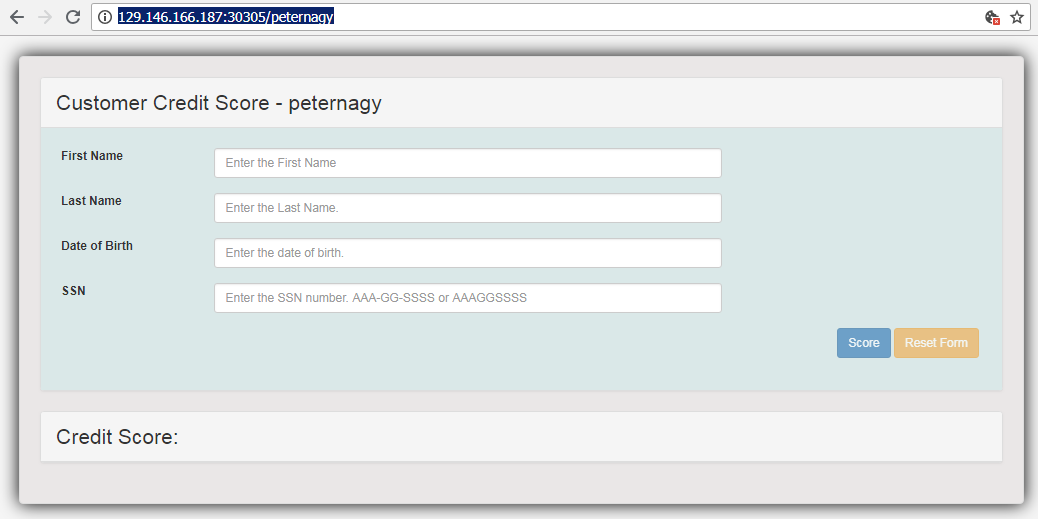 129.146.166.187:30305/peternagy
Customer Credit Score - peternagy
First Name
Enter the First Name
Last Name
Enter the Last Name.
Date of Birth
Enter the date of birth.
SSN
Enter the SSN number. AAA-GG-SSSS or AAAGGSSSS
Score Reset Form
Credit Score: